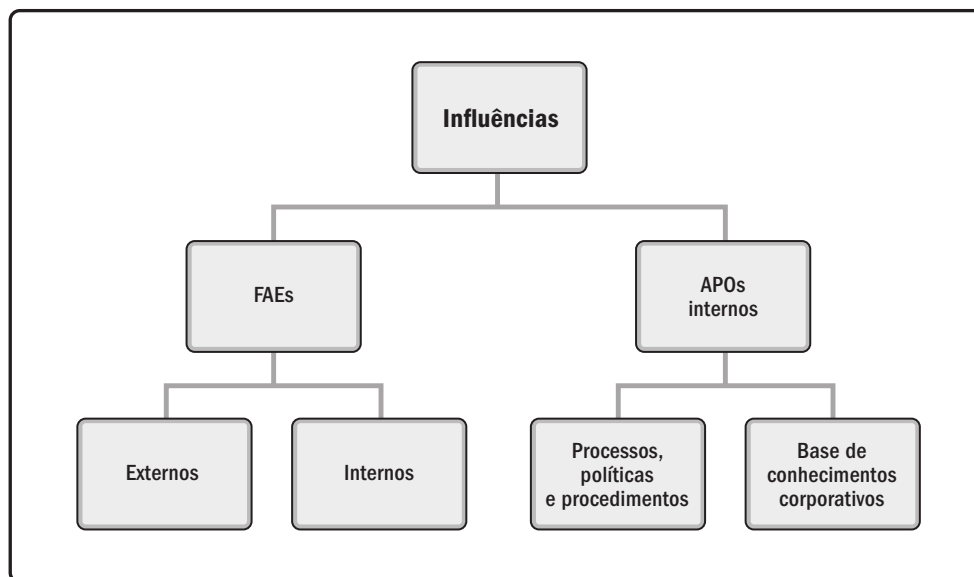 Influências
FAEs
APOs
internos
Externos
Internos
Processos,
políticas
e procedimentos
Base de
conhecimentos
corporativos